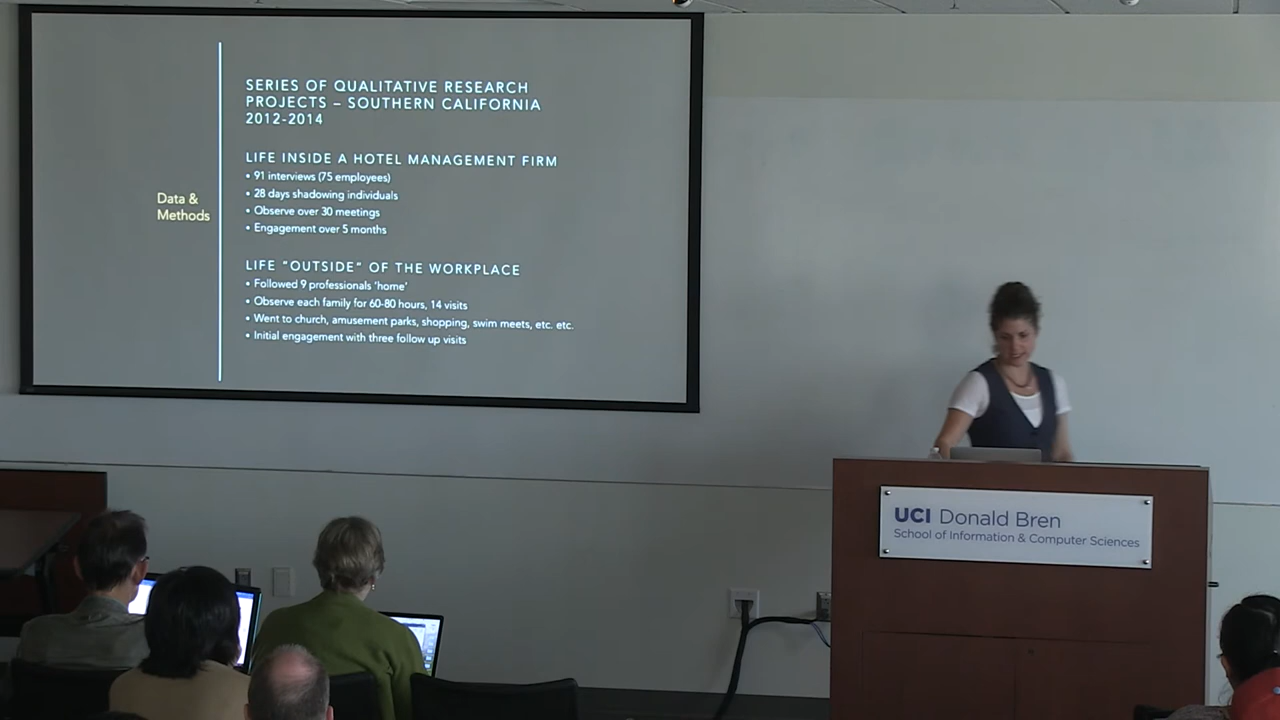 SERIES OF QUALITATIVE RESEARCH
PROJECTS – SOUTHERN CALIFORNIA
2012-2014
LIFE INSIDE A HOTEL MANAGEMENT FIRM
• 91 interviews (75 employees)
• 28 days shadowing individuals
• Observe over 30 meetings
• Engagement over 5 months
Data &
Methods
LIFE "OUTSIDE" OF THE WORKPLACE
• Followed 9 professionals 'home'
• Observe each family for 60-80 hours, 14 visits
• Went to church, amusement parks, shopping, swim meets, etc. etc.
• Initial engagement with three follow up visits
UCI Donald Bren
School of Information & Computer Sciences